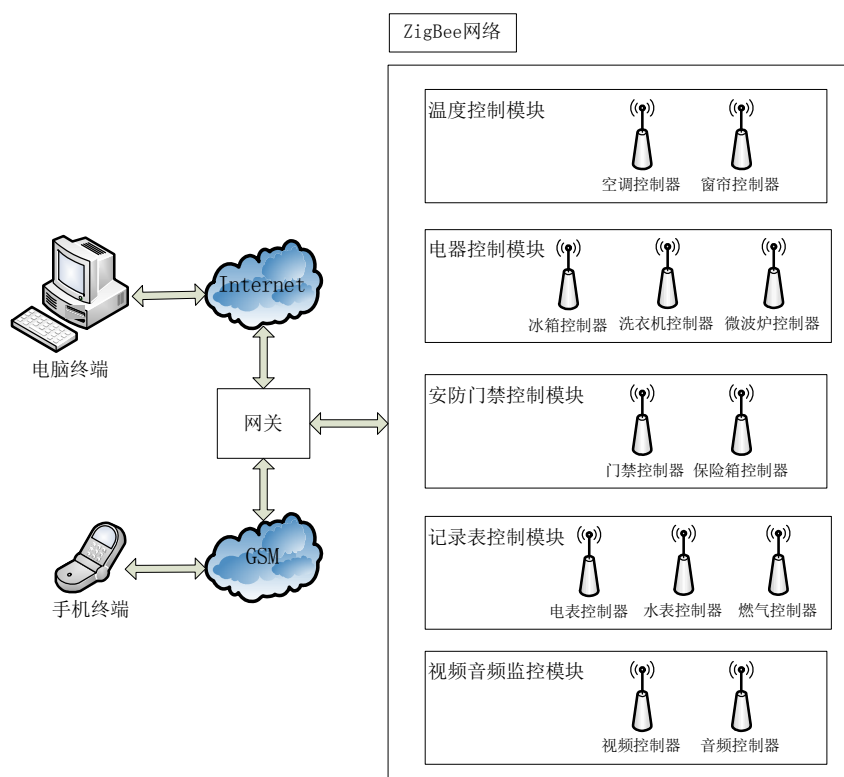 ZigBee网络
温度控制模块
空调控制器
窗帘控制器
电器控制模块
冰箱控制器
洗衣机控制器
微波炉控制器
Internet
电脑终端
网关
安防门禁控制模块
门禁控制器
保险箱控制器
GSM
手机终端
记录表控制模块
电表控制器
水表控制器
燃气控制器
视频音频监控模块
视频控制器
音频控制器